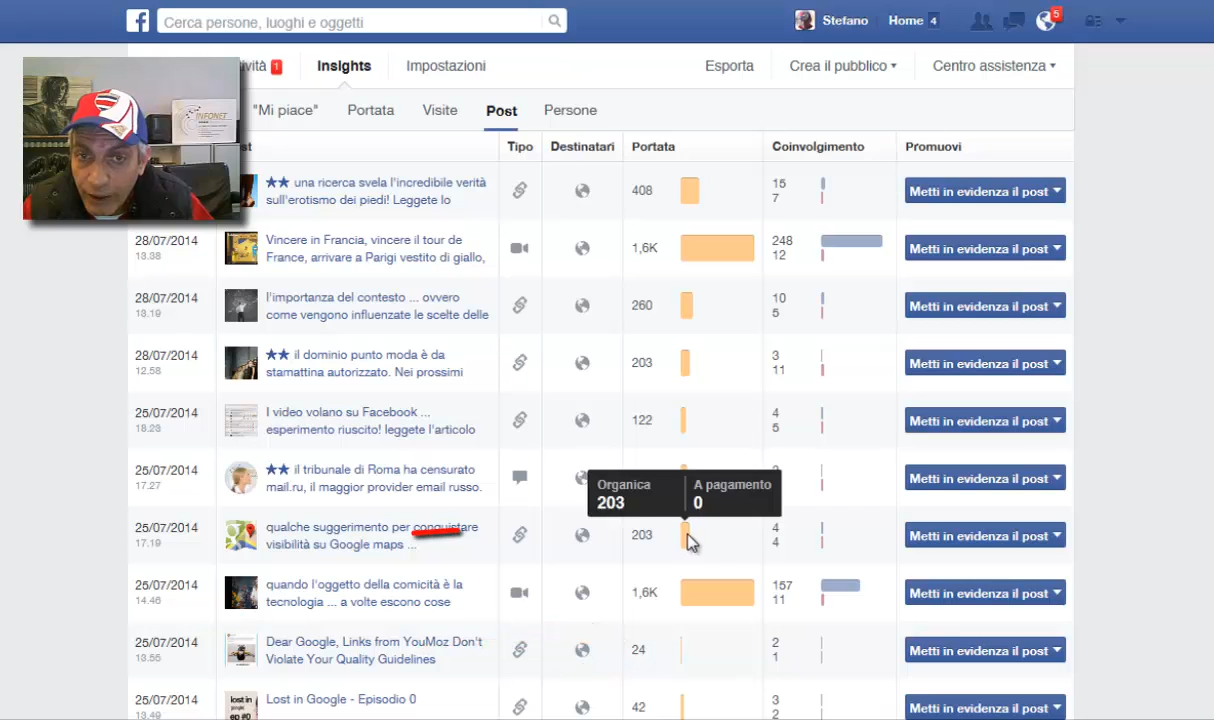 Cerca persone, luoghi e oggetti
Stefano
Home 4
5
ività 1
Insights
Impostazioni
Esporta
Crea il pubblico
Centro assistenza
INFONET
"Mi piace"
Portata
Visite
Post
Persone
st
Tipo
Destinatari
Portata
Coinvolgimento
Promuovi
★★ una ricerca svela l'incredibile verità
sull'erotismo dei piedi! Leggete lo
408
15
7
Metti in evidenza il post
28/07/2014
13.38
Vincere in Francia, vincere il tour de
France, arrivare a Parigi vestito di giallo,
1,6K
248
12
Metti in evidenza il post
28/07/2014
13.19
l'importanza del contesto ... ovvero
come vengono influenzate le scelte delle
260
10
5
Metti in evidenza il post
28/07/2014
12.58
★★ il dominio punto moda è da
stamattina autorizzato. Nei prossimi
203
3
11
Metti in evidenza il post
25/07/2014
18.23
I video volano su Facebook ...
esperimento riuscito! leggete l'articolo
122
4
5
Metti in evidenza il post
25/07/2014
17.27
★★ il tribunale di Roma ha censurato
mail.ru, il maggior provider email russo.
Organica
203
A pagamento
0
Metti in evidenza il post
25/07/2014
17.19
qualche suggerimento per conquistare
visibilità su Google maps ...
203
4
4
Metti in evidenza il post
25/07/2014
14.46
quando l'oggetto della comicità è la
tecnologia ... a volte escono cose
1,6K
157
11
Metti in evidenza il post
25/07/2014
13.55
Dear Google, Links from YouMoz Don't
Violate Your Quality Guidelines
24
2
1
Metti in evidenza il post
25/07/2014
13.49
lost in
google
ep #0
Lost in Google - Episodio 0
42
3
2
Metti in evidenza il post